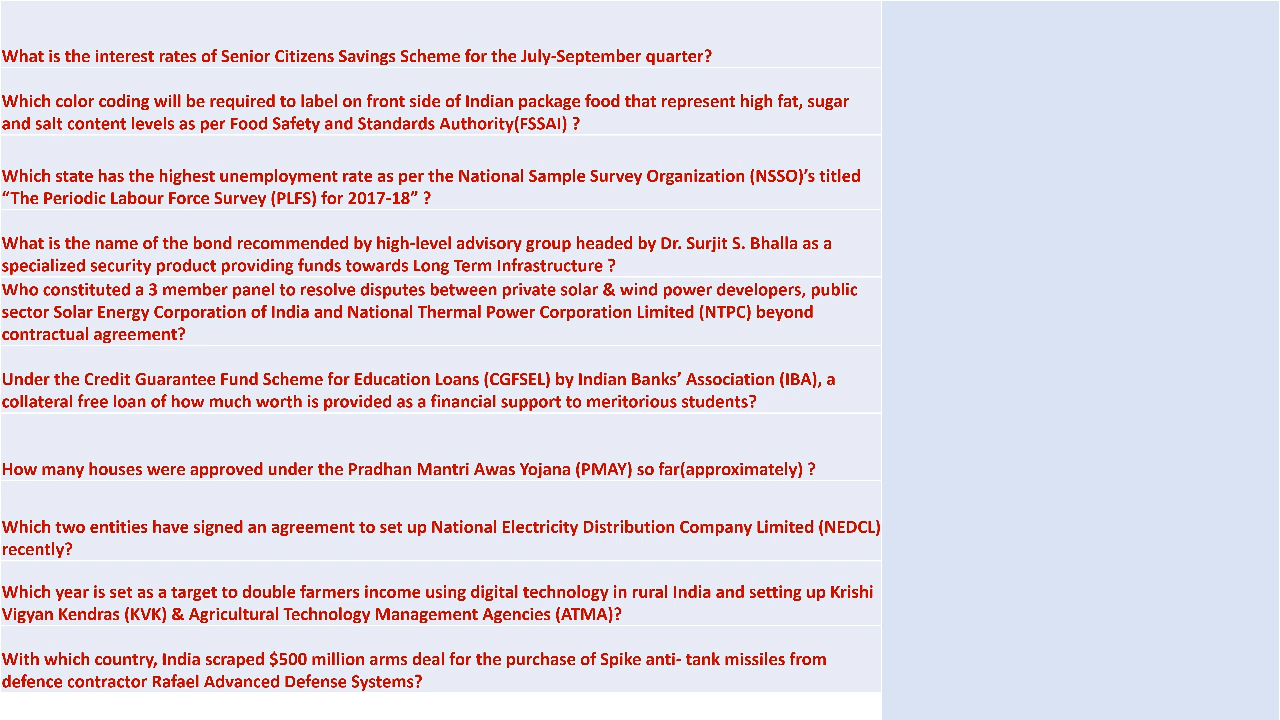 What is the interest rates of Senior Citizens Savings Scheme for the July-September quarter?
Which color coding will be required to label on front side of Indian package food that represent high fat, sugar
and salt content levels as per Food Safety and Standards Authority(FSSAI) ?
Which state has the highest unemployment rate as per the National Sample Survey Organization (NSSO)’s titled
“The Periodic Labour Force Survey (PLFS) for 2017-18” ?
What is the name of the bond recommended by high-level advisory group headed by Dr. Surjit S. Bhalla as a
specialized security product providing funds towards Long Term Infrastructure ?
Who constituted a 3 member panel to resolve disputes between private solar & wind power developers, public
sector Solar Energy Corporation of India and National Thermal Power Corporation Limited (NTPC) beyond
contractual agreement?
Under the Credit Guarantee Fund Scheme for Education Loans (CGFSEL) by Indian Banks’ Association (IBA), a
collateral free loan of how much worth is provided as a financial support to meritorious students?
How many houses were approved under the Pradhan Mantri Awas Yojana (PMAY) so far(approximately) ?
Which two entities have signed an agreement to set up National Electricity Distribution Company Limited (NEDCL)
recently?
Which year is set as a target to double farmers income using digital technology in rural India and setting up Krishi
Vigyan Kendras (KVK) & Agricultural Technology Management Agencies (ATMA)?
With which country, India scraped $500 million arms deal for the purchase of Spike anti- tank missiles from
defence contractor Rafael Advanced Defense Systems?